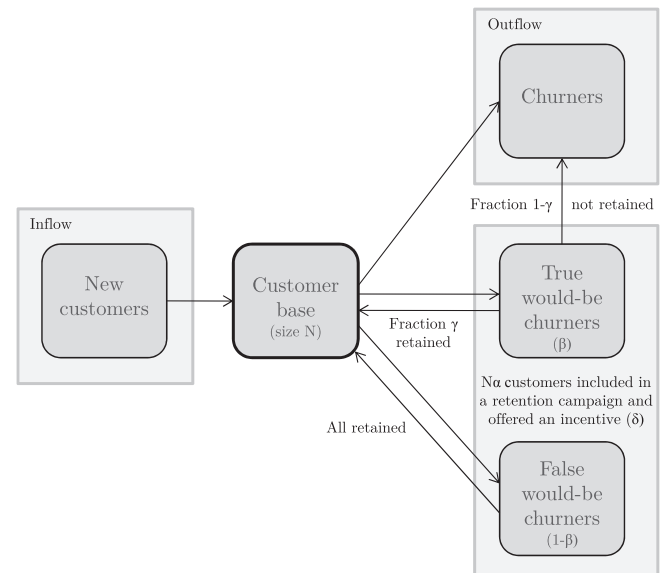 Outflow
Churners
Fraction 1-γ not retained
Inflow
New
customers
Customer
base
(size N)
True
would-be
churners
(β)
Fraction γ
retained
Nα customers included in
a retention campaign and
offered an incentive (δ)
All retained
False
would-be
churners
(1-β)